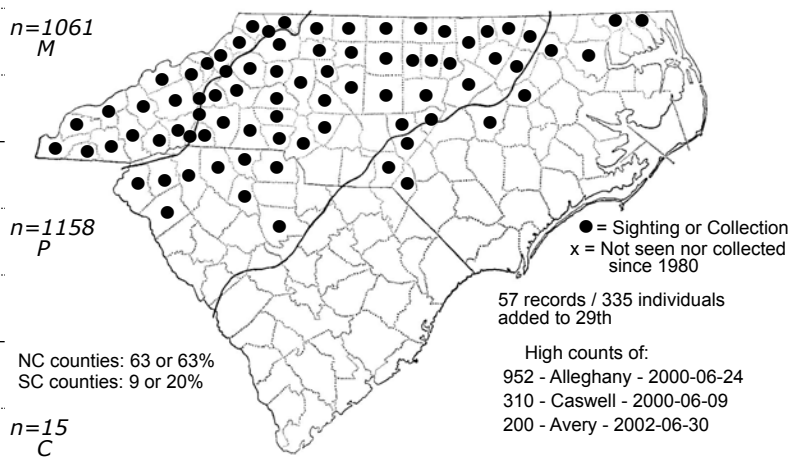 n=1061
M
n=1158
P
● = Sighting or Collection
x = Not seen nor collected
since 1980
57 records / 335 individuals
added to 29th
NC counties: 63 or 63%
SC counties: 9 or 20%
High counts of:
952 - Alleghany - 2000-06-24
310 - Caswell - 2000-06-09
200 - Avery - 2002-06-30
n=15
C